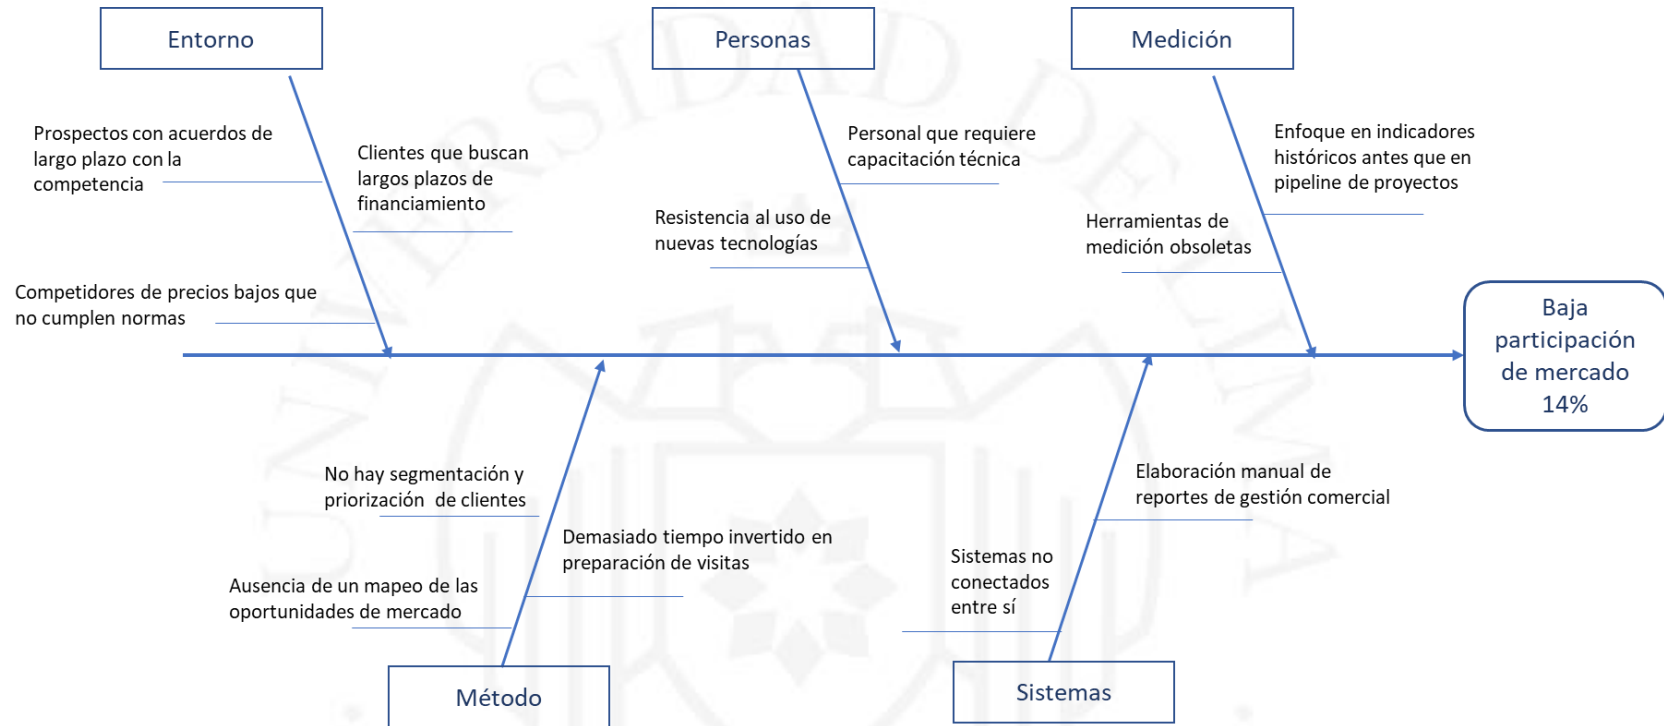 Entorno
Personas
Medición
Prospectos con acuerdos de
largo plazo con la
competencia
Clientes que buscan
largos plazos de
financiamiento
Competidores de precios bajos que
no cumplen normas
Personal que requiere
capacitación técnica
Resistencia al uso de
nuevas tecnologías
Enfoque en indicadores
históricos antes que en
pipeline de proyectos
Herramientas de
medición obsoletas
Baja
participación
de mercado
14%
No hay segmentación y
priorización de clientes
Demasiado tiempo invertido en
preparación de visitas
Ausencia de un mapeo de las
oportunidades de mercado
Elaboración manual de
reportes de gestión comercial
Sistemas no
conectados
entre sí
Método
Sistemas
UNIVERSIDAD DE LIMA